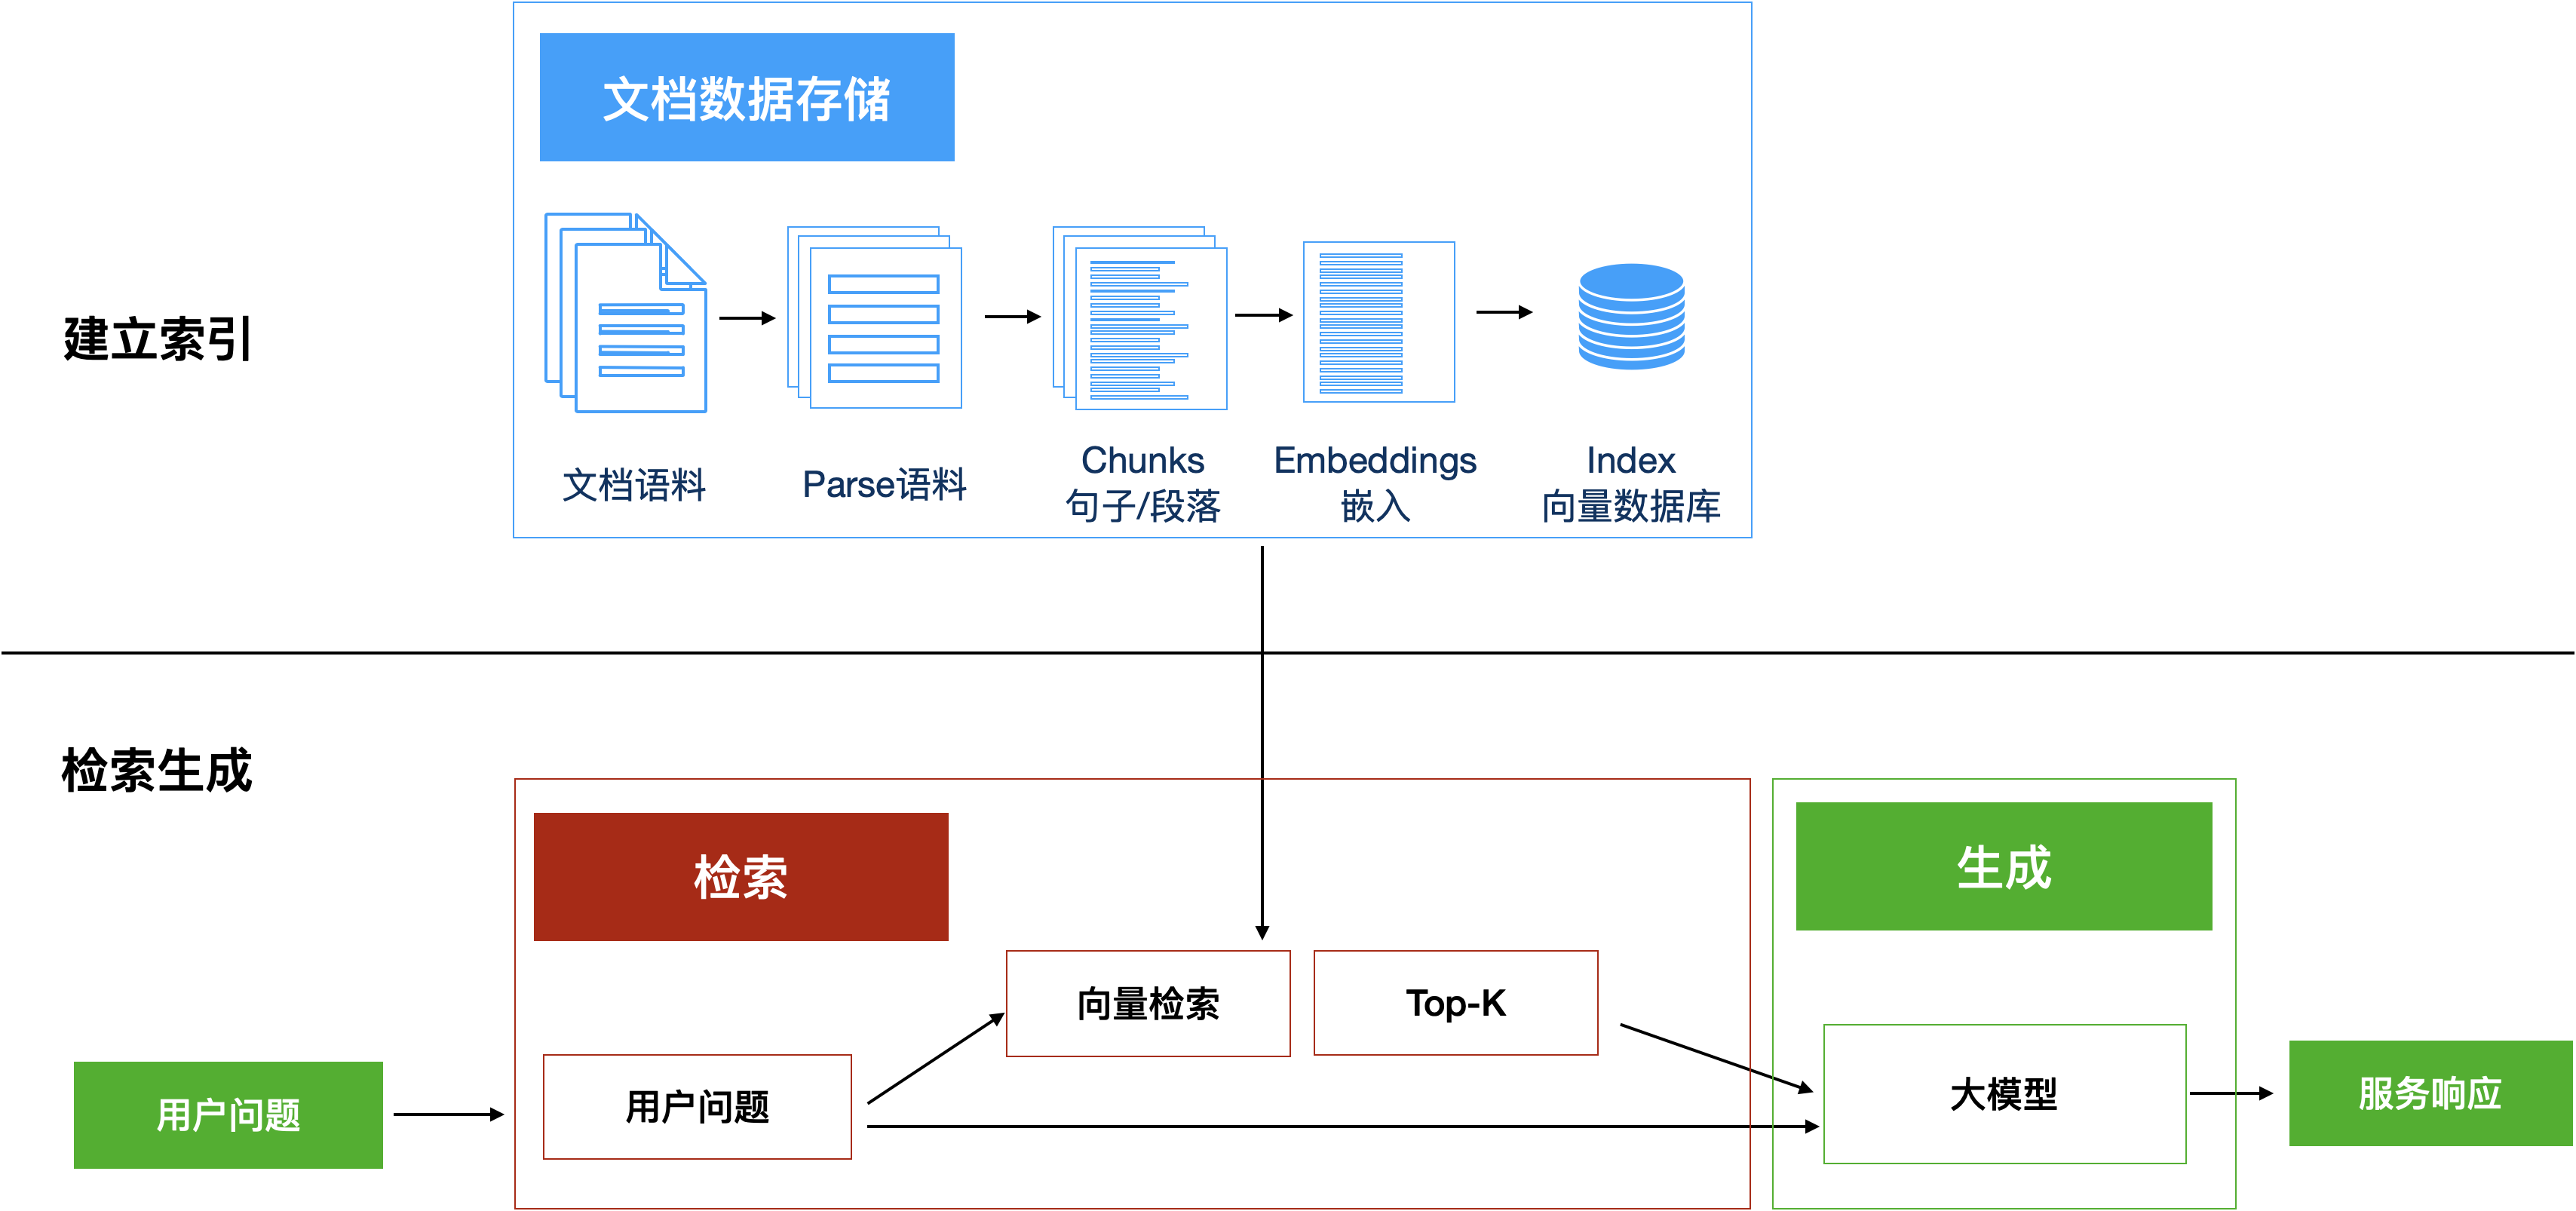 文档数据存储
建立索引
文档语料
Parse语料
Chunks
句子/段落
Embeddings
嵌入
Index
向量数据库
检索生成
检索
生成
向量检索
Top-K
用户问题
用户问题
大模型
服务响应